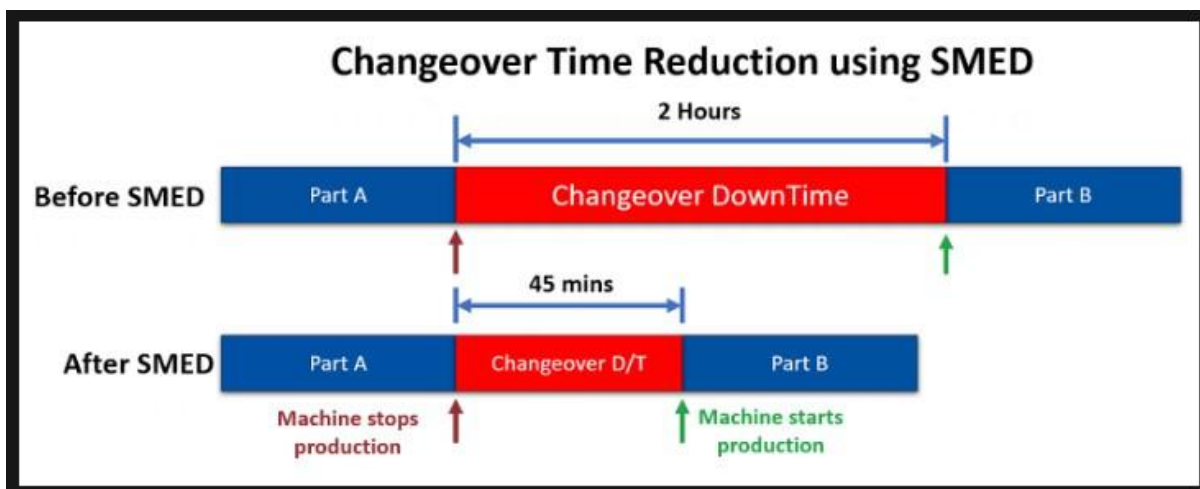 Changeover Time Reduction using SMED
2 Hours
Before SMED
Part A
Changeover DownTime
Part B
45 mins
After SMED
Part A
Changeover D/T
Part B
Machine stops
production
Machine starts
production